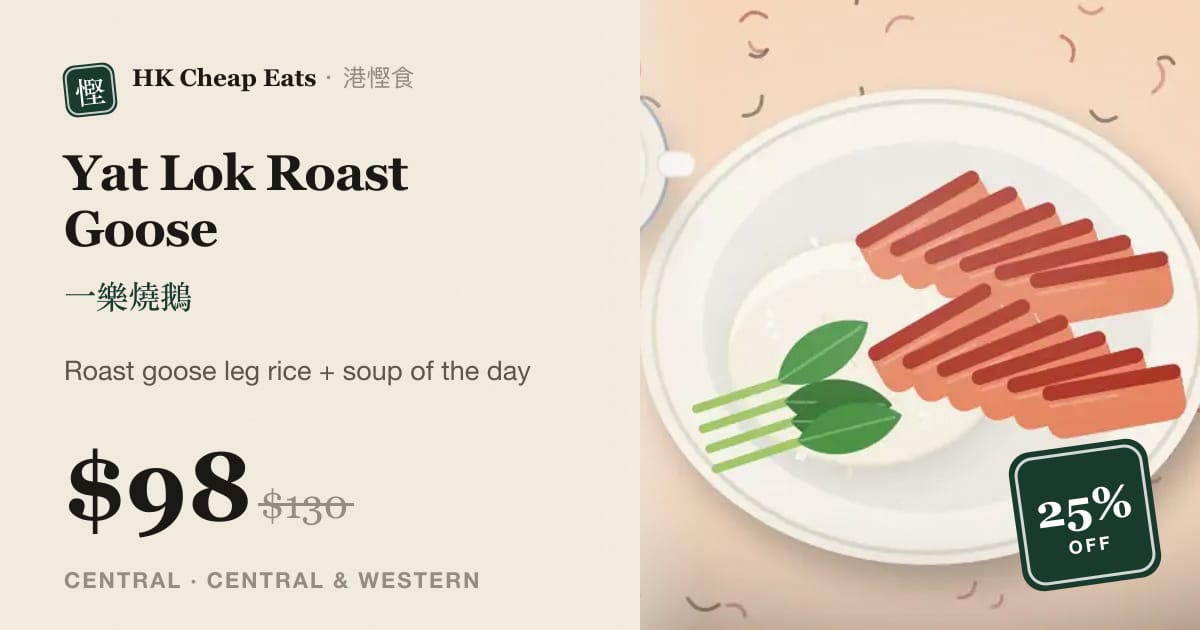 慳
HK Cheap Eats · 港慳食
Yat Lok Roast
Goose
一樂燒鵝
Roast goose leg rice + soup of the day
$98 $130
CENTRAL · CENTRAL & WESTERN
25%
OFF